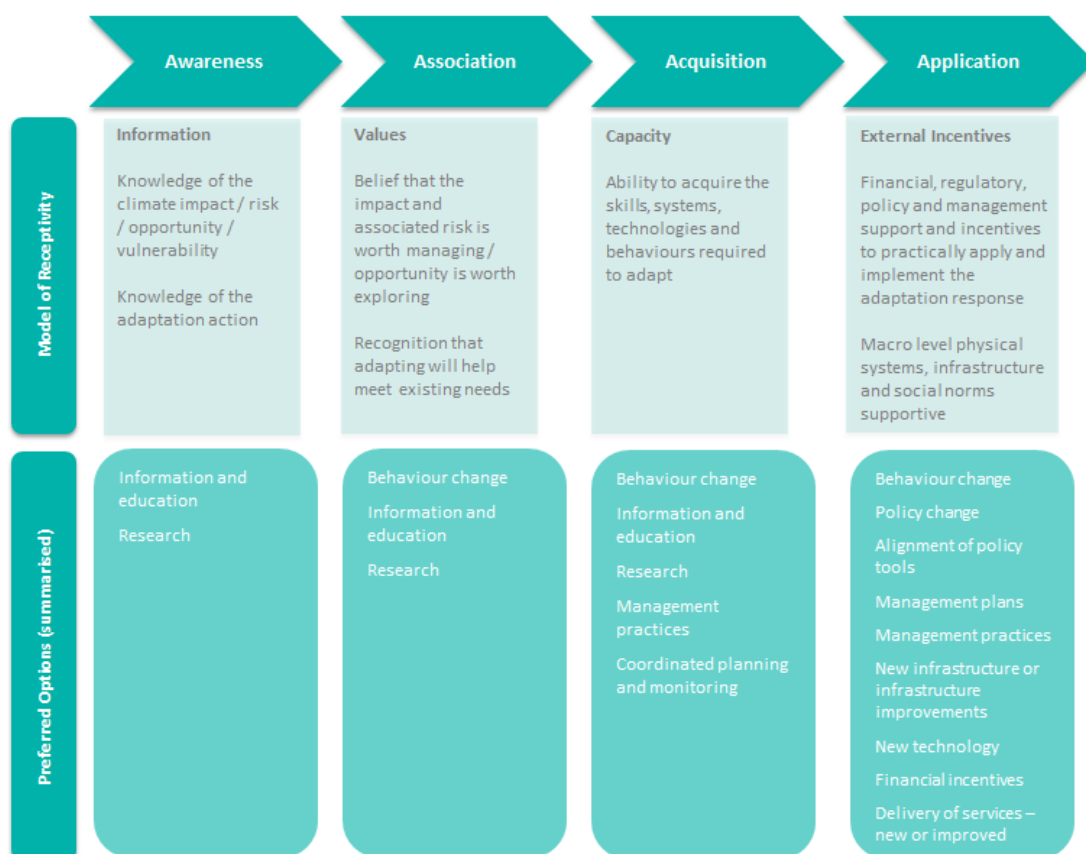 Awareness
Association
Acquisition
Application
Model of Receptivity
Information
Knowledge of the
climate impact / risk
/ opportunity /
vulnerability
Knowledge of the
adaptation action
Values
Belief that the
impact and
associated risk is
worth managing /
opportunity is worth
exploring
Recognition that
adapting will help
meet existing needs
Capacity
Ability to acquire the
skills, systems,
technologies and
behaviours required
to adapt
External Incentives
Financial, regulatory,
policy and management
support and incentives
to practically apply and
implement the
adaptation response
Macro level physical
systems, infrastructure
and social norms
supportive
Preferred Options (summarised)
Information and
education
Research
Behaviour change
Information and
education
Research
Behaviour change
Information and
education
Research
Management
practices
Coordinated planning
and monitoring
Behaviour change
Policy change
Alignment of policy
tools
Management plans
Management practices
New infrastructure or
infrastructure
improvements
New technology
Financial incentives
Delivery of services –
new or improved